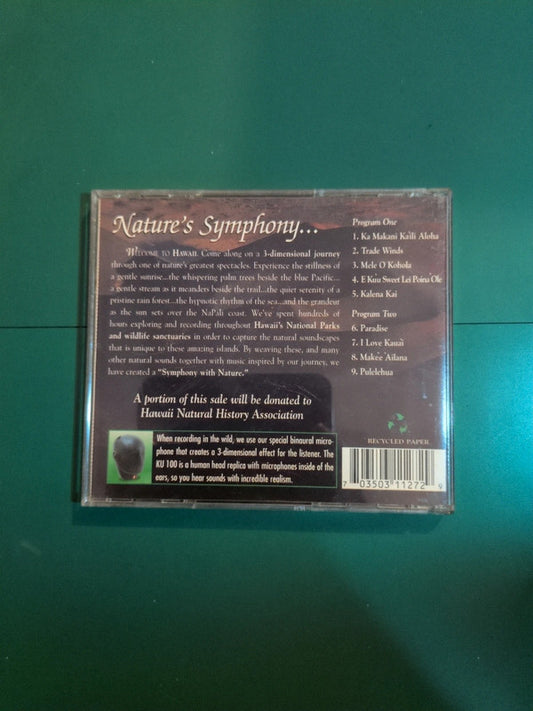 Nature's Symphony...
WELCOME TO HAWAII. Come along on a 3-dimensional journey
through one of nature's greatest spectacles. Experience the stillness of
a gentle sunrise...the whispering palm trees beside the blue Pacific...
a gentle stream as it meanders beside the trail...the quiet serenity of a
pristine rain forest...the hypnotic rhythm of the sea...and the grandeur
as the sun sets over the NaPali coast. We've spent hundreds of
hours exploring and recording throughout Hawaii's National Parks
and wildlife sanctuaries in order to capture the natural soundscapes
that is unique to these amazing islands. By weaving these, and many
other natural sounds together with music inspired by our journey, we
have created a "Symphony with Nature."
A portion of this sale will be donated to
Hawaii Natural History Association
When recording in the wild, we use our special binaural micro-
phone that creates a 3-dimensional effect for the listener. The
KU 100 is a human head replica with microphones inside of the
ears, so you hear sounds with incredible realism.
Program One
1. Ka Makani Ka'ili Aloha
2. Trade Winds
3. Mele O' Kohola
4. E Kuu Sweet Lei Poina Ole
5. Kalena Kai
Program Two
6. Paradise
7. I Love Kauai
8. Make'e 'Ailana
9. Pulelehua
RECYCLED PAPER
7 03503 11272 9